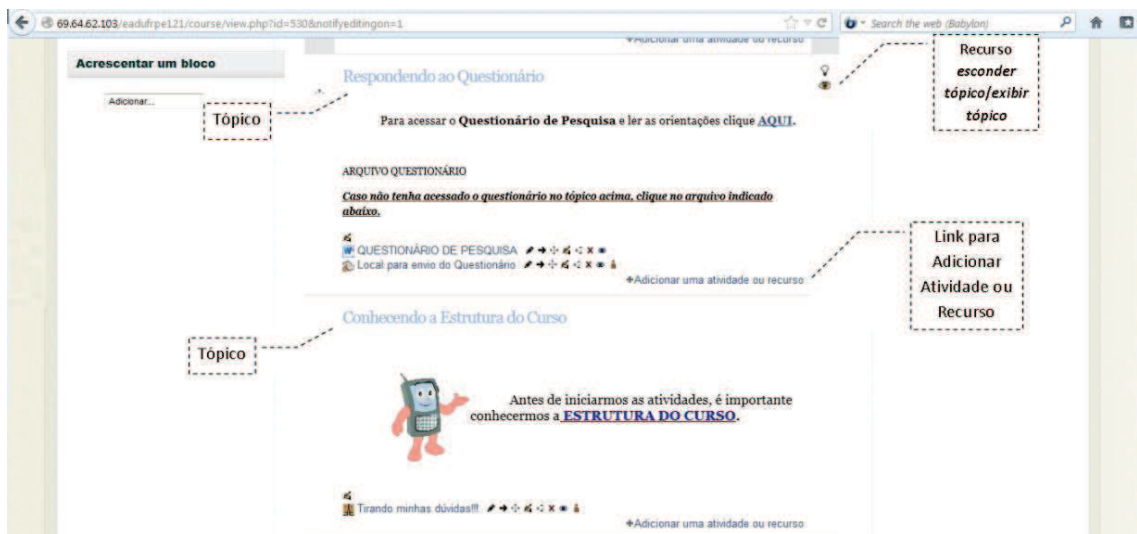 69.64.62.103/eadufrpe121/course/view.php?id=530&notifyeditingon=1
Search the web (Babylon)
+Adicionar uma atividade ou recurso
Acrescentar um bloco
Adicionar...
Respondendo ao Questionário
Recurso
esconder
tópico/exibir
tópico
Tópico
Para acessar o Questionário de Pesquisa e ler as orientações clique AQUI.
ARQUIVO QUESTIONÁRIO
Caso não tenha acessado o questionário no tópico acima, clique no arquivo indicado
abaixo.
QUESTIONÁRIO DE PESQUISA
Local para envio do Questionário
+Adicionar uma atividade ou recurso
Link para
Adicionar
Atividade ou
Recurso
Conhecendo a Estrutura do Curso
Tópico
Antes de iniciarmos as atividades, é importante
conhecermos a ESTRUTURA DO CURSO.
Tirando minhas dúvidas!!!
+Adicionar uma atividade ou recurso